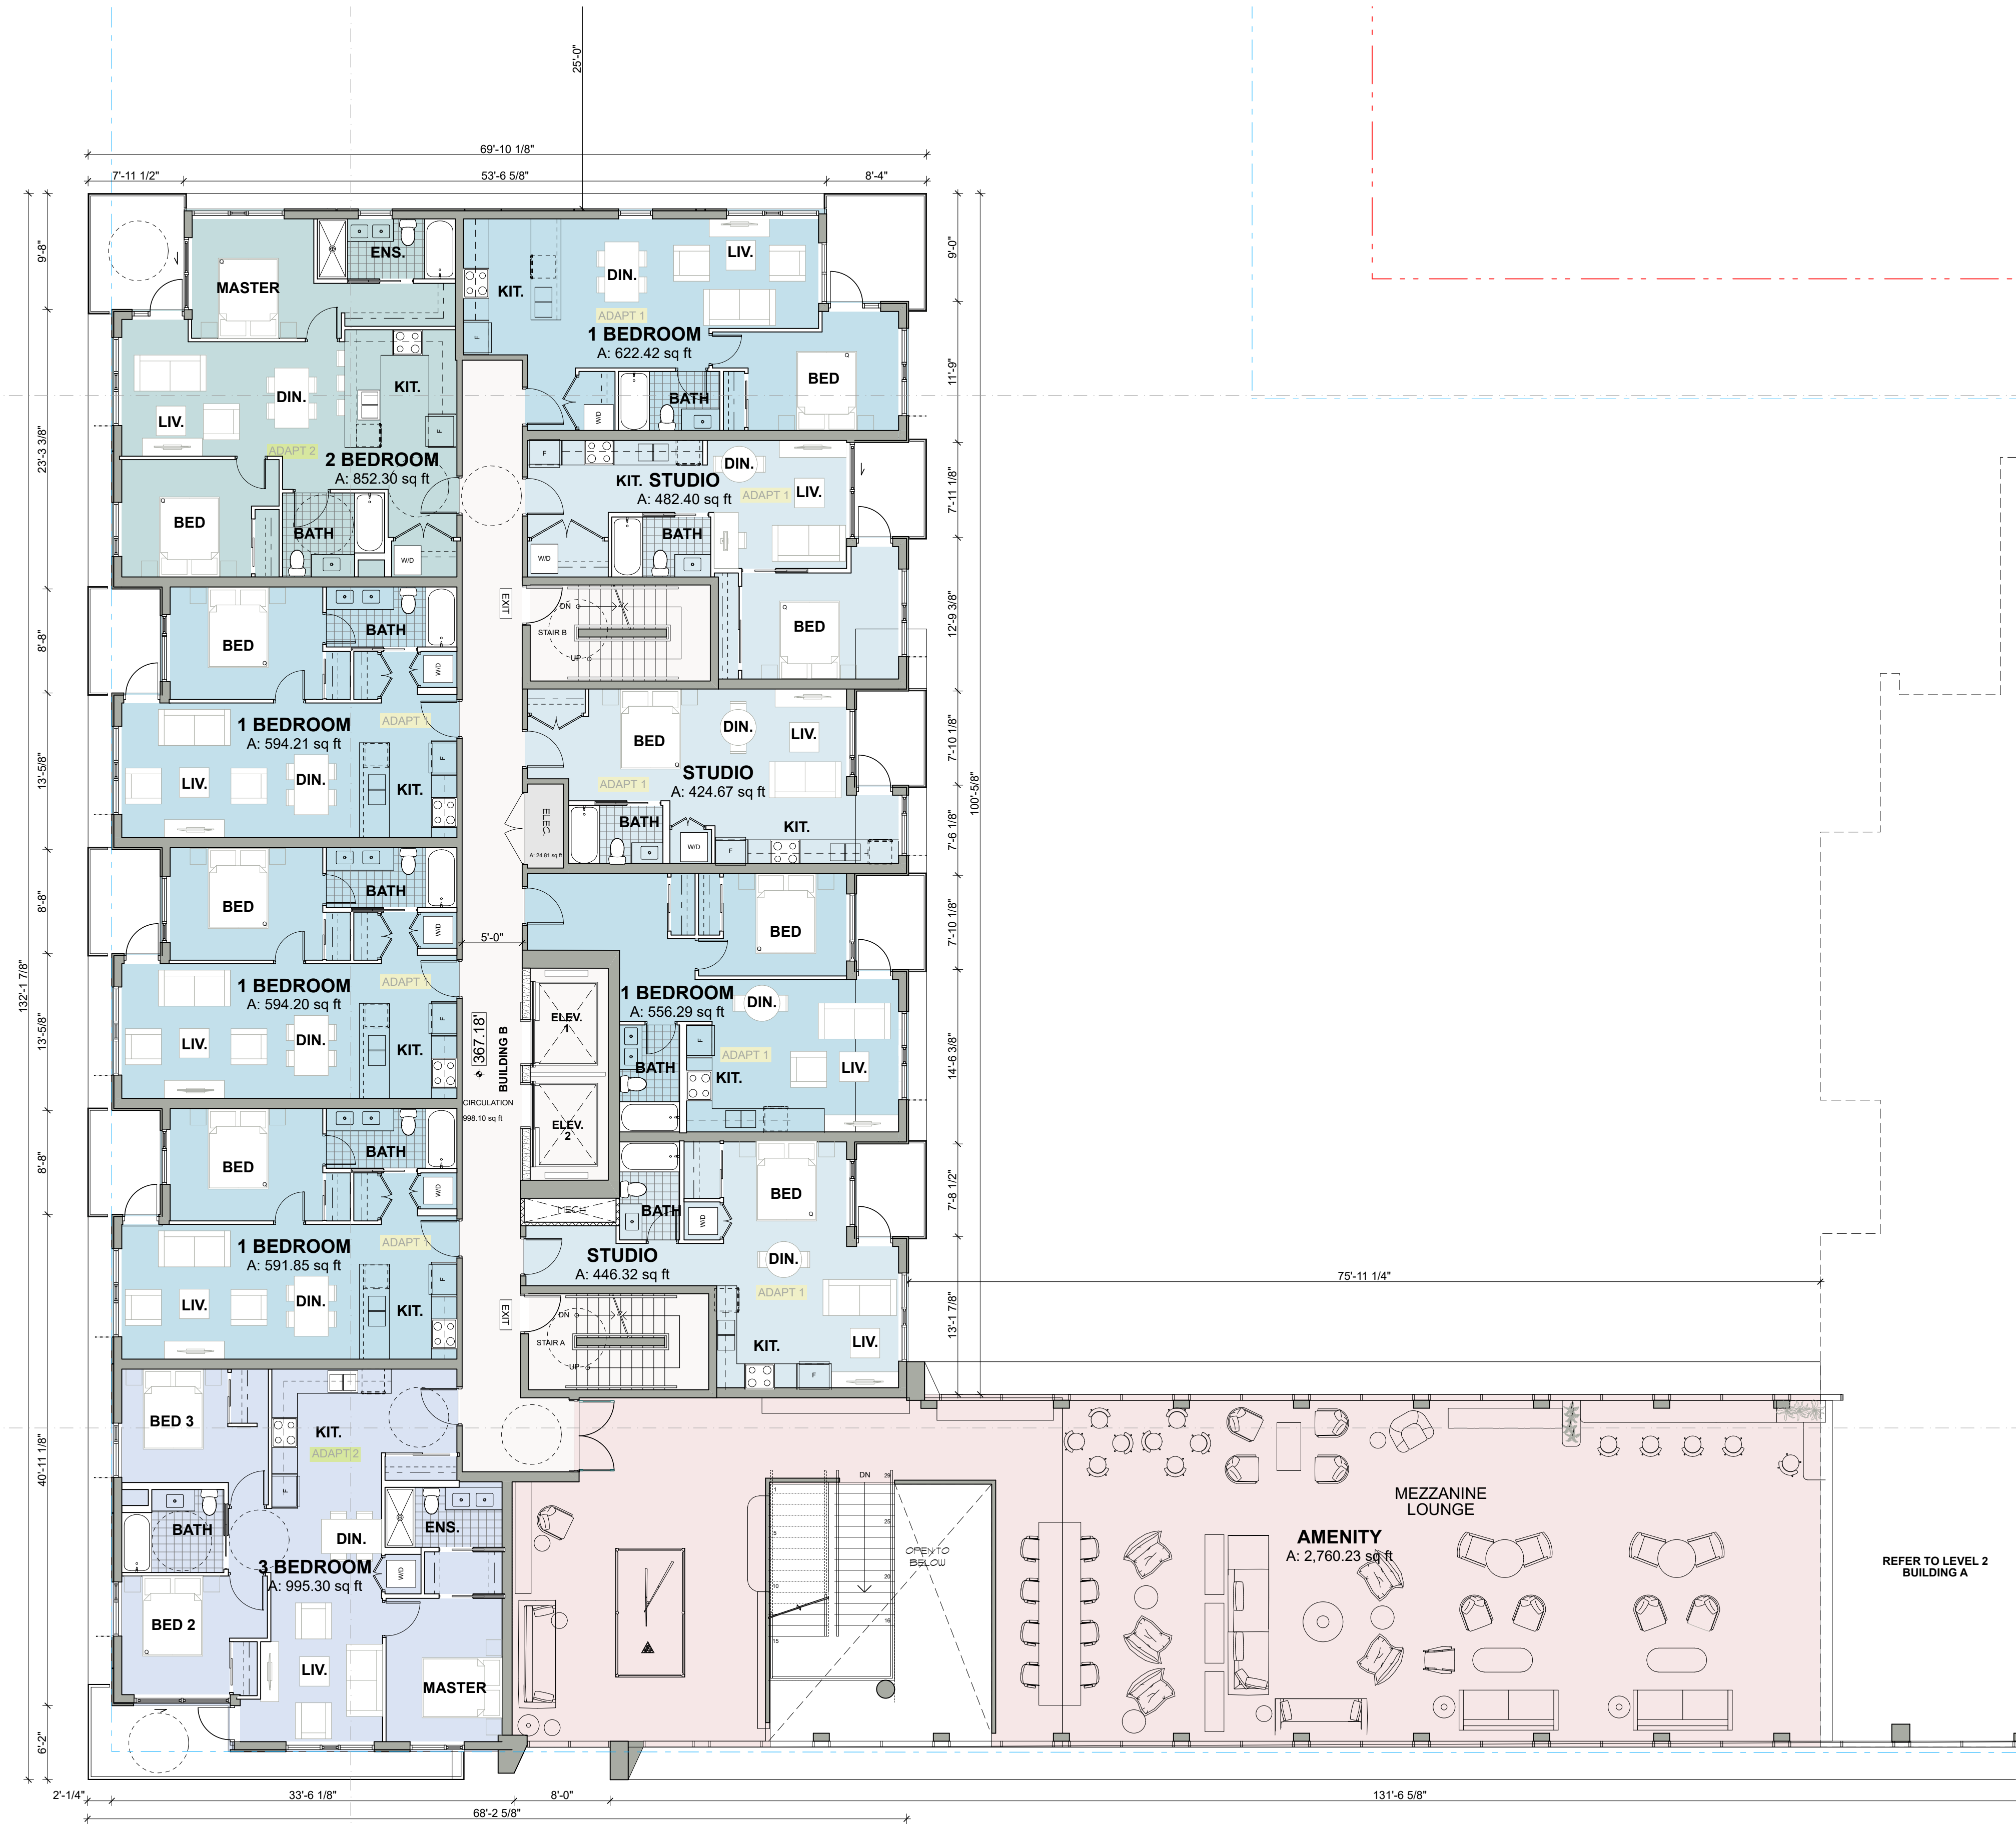 25'-0"
69'-10 1/8"
7'-11 1/2"
53'-6 5/8"
8'-4"
9'-8"
23'-3 3/8"
8'-8"
13'-5/8"
8'-8"
13'-5/8"
8'-8"
40'-11 1/8"
6'-2"
132'-1 7/8"
9'-0"
11'-9"
7'-11 1/8"
12'-9 3/8"
7'-10 1/8"
7'-6 1/8"
7'-10 1/8"
14'-6 3/8"
7'-8 1/2"
13'-1 7/8"
100'-5/8"
MASTER
ENS.
KIT.
DIN.
LIV.
ADAPT 2
2 BEDROOM
A: 852.30 sq ft
BED
BATH
W/D
F
KIT.
DIN.
LIV.
ADAPT 1
1 BEDROOM
A: 622.42 sq ft
F
W/D
BATH
BED
F
DIN.
KIT. STUDIO
A: 482.40 sq ft
ADAPT 1
LIV.
W/D
BATH
BED
EXIT
DN
STAIR B
UP
BED
BATH
W/D
1 BEDROOM
A: 594.21 sq ft
ADAPT 1
LIV.
DIN.
KIT.
F
BED
DIN.
LIV.
STUDIO
A: 424.67 sq ft
ADAPT 1
ELEC.
A: 24.81 sq ft
BATH
W/D
F
KIT.
BED
BATH
W/D
1 BEDROOM
A: 594.20 sq ft
ADAPT 1
LIV.
DIN.
KIT.
F
5'-0"
367.18'
BUILDING B
CIRCULATION
998.10 sq ft
ELEV.
1
ELEV.
2
BED
1 BEDROOM
A: 556.29 sq ft
DIN.
ADAPT 1
BATH
F
KIT.
LIV.
BED
BATH
W/D
1 BEDROOM
A: 591.85 sq ft
ADAPT 1
LIV.
DIN.
KIT.
F
MECH
BATH
W/D
BED
STUDIO
A: 446.32 sq ft
DIN.
ADAPT 1
KIT.
F
LIV.
EXIT
DN
STAIR A
UP
75'-11 1/4"
BED 3
KIT.
ADAPT 2
F
BATH
DIN.
ENS.
3 BEDROOM
A: 995.30 sq ft
W/D
BED 2
LIV.
MASTER
DN
29
25
20
16
1
5
10
15
OPEN TO
BELOW
MEZZANINE
LOUNGE
AMENITY
A: 2,760.23 sq ft
REFER TO LEVEL 2
BUILDING A
2'-1/4"
33'-6 1/8"
8'-0"
131'-6 5/8"
68'-2 5/8"